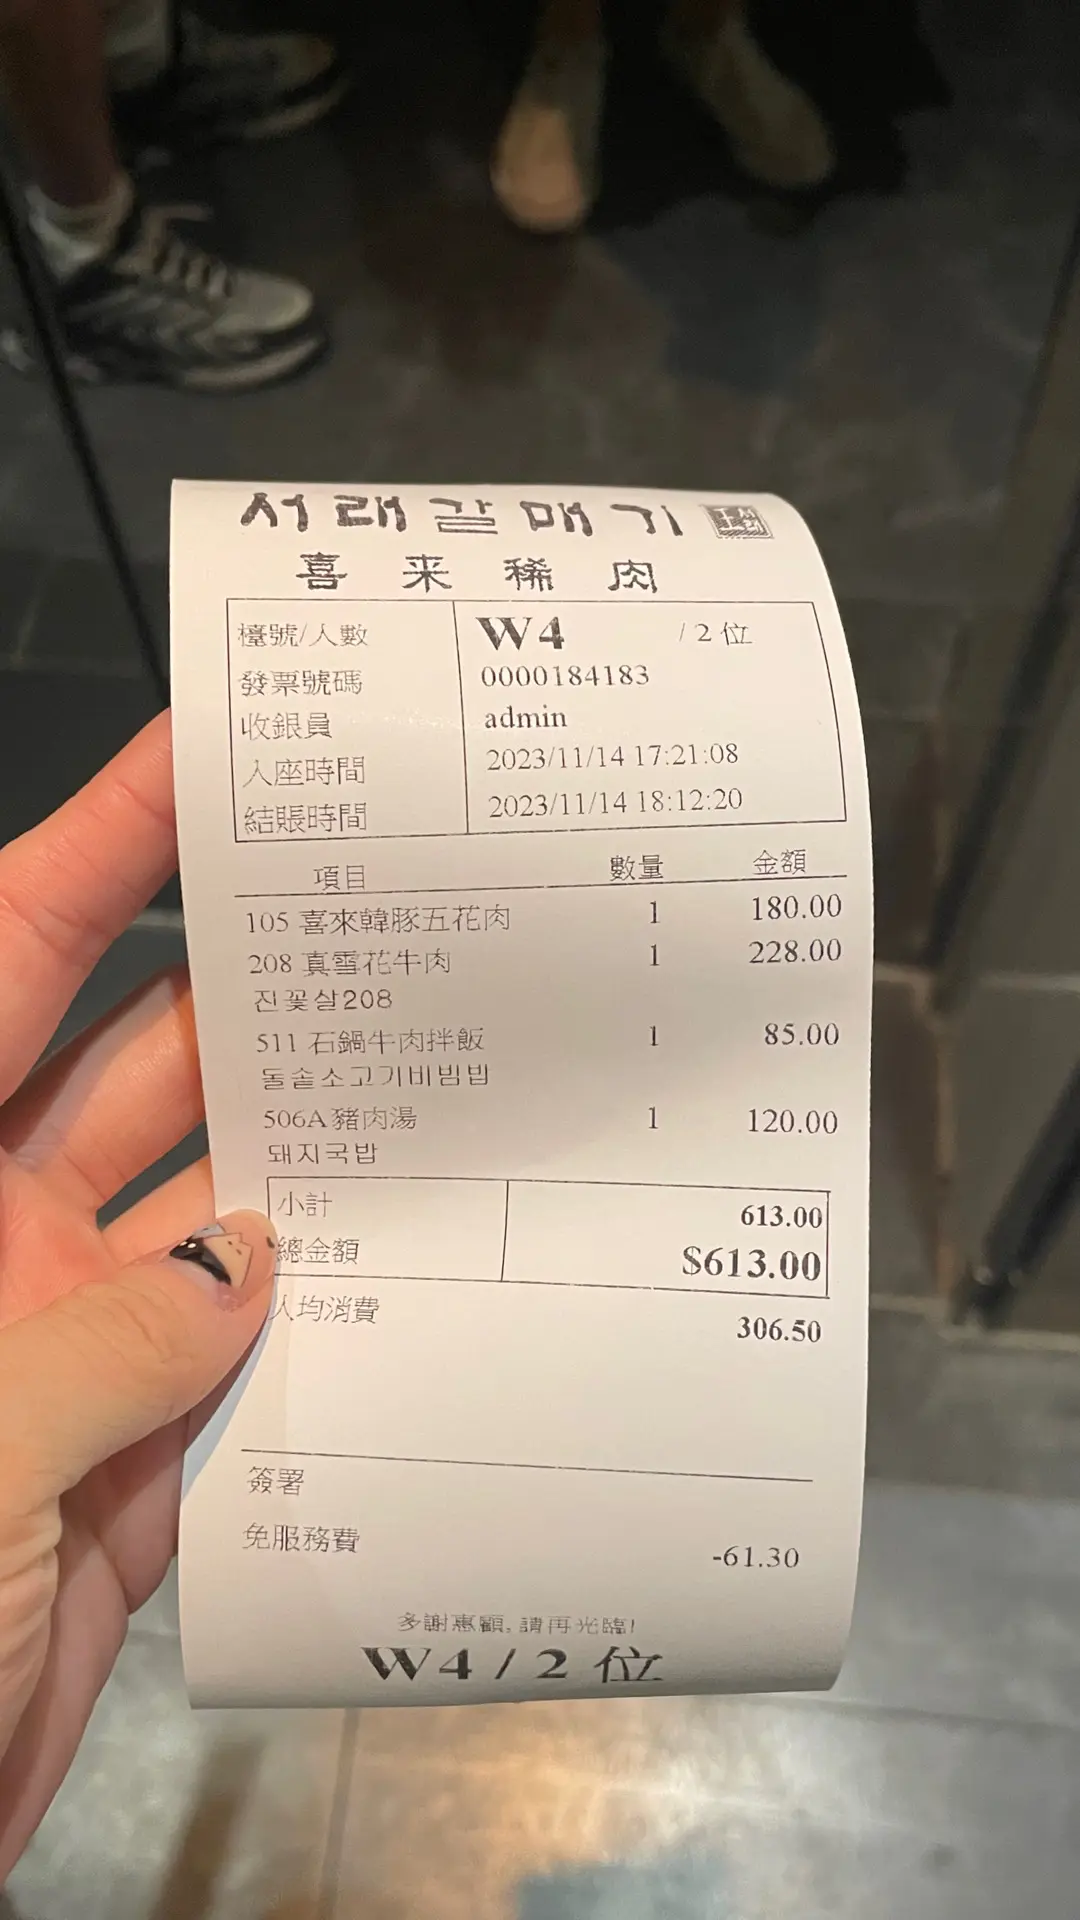 서래갈매기
喜来稀肉
檯號/人數 W4 / 2 位
發票號碼 0000184183
收銀員 admin
入座時間 2023/11/14 17:21:08
結賬時間 2023/11/14 18:12:20
項目 數量 金額
105 喜來韓豚五花肉 1 180.00
208 真雪花牛肉 1 228.00
진꽃살208
511 石鍋牛肉拌飯 1 85.00
돌솥소고기비빔밥
506A 豬肉湯 1 120.00
돼지국밥
小計 613.00
總金額 $613.00
人均消費 306.50
簽署
免服務費 -61.30
多謝惠顧, 請再光臨!
W4 / 2 位